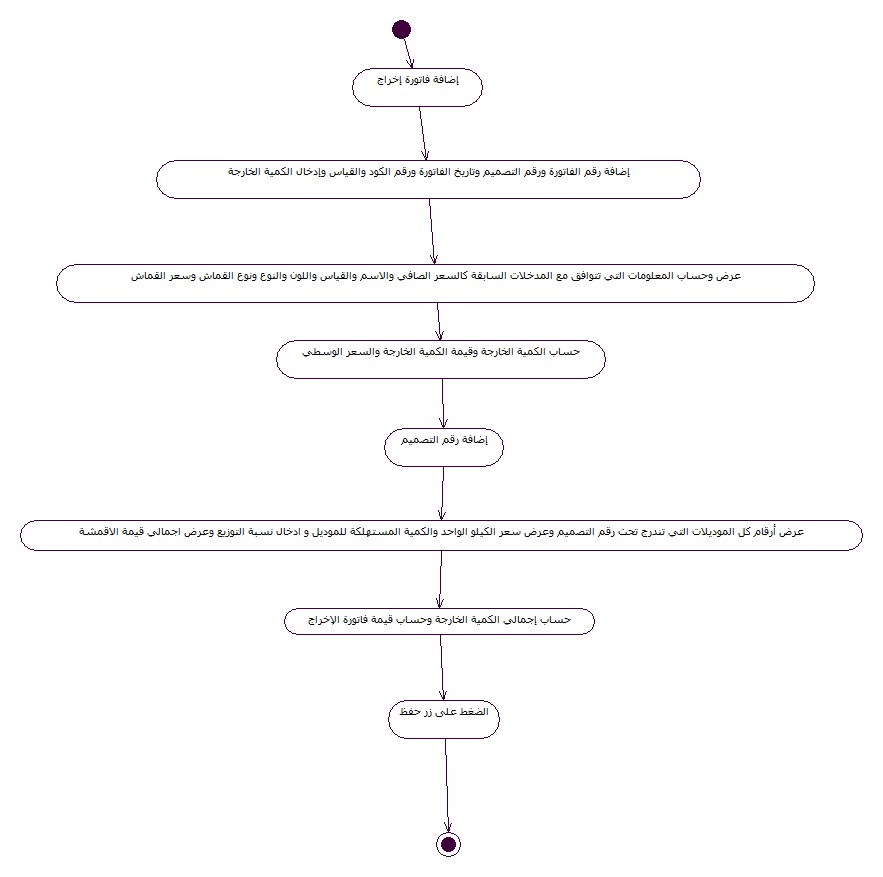 إضافة فاتورة إخراج
إضافة رقم الفاتورة ورقم التصميم وتاريخ الفاتورة ورقم الكود والقياس وإدخال الكمية الخارجة
عرض وحساب المعلومات التي تتوافق مع المدخلات السابقة كالسعر الصافي والاسم والقياس واللون والنوع ونوع القماش وسعر القماش
حساب الكمية الخارجة وقيمة الكمية الخارجة والسعر الوسطي
إضافة رقم التصميم
عرض أرقام كل الموديلات التي تندرج تحت رقم التصميم وعرض سعر الكيلو الواحد والكمية المستهلكة للموديل و ادخال نسبة التوزيع وعرض اجمالي قيمة الاقمشة
حساب إجمالي الكمية الخارجة وحساب قيمة فاتورة الإخراج
الضغط على زر حفظ